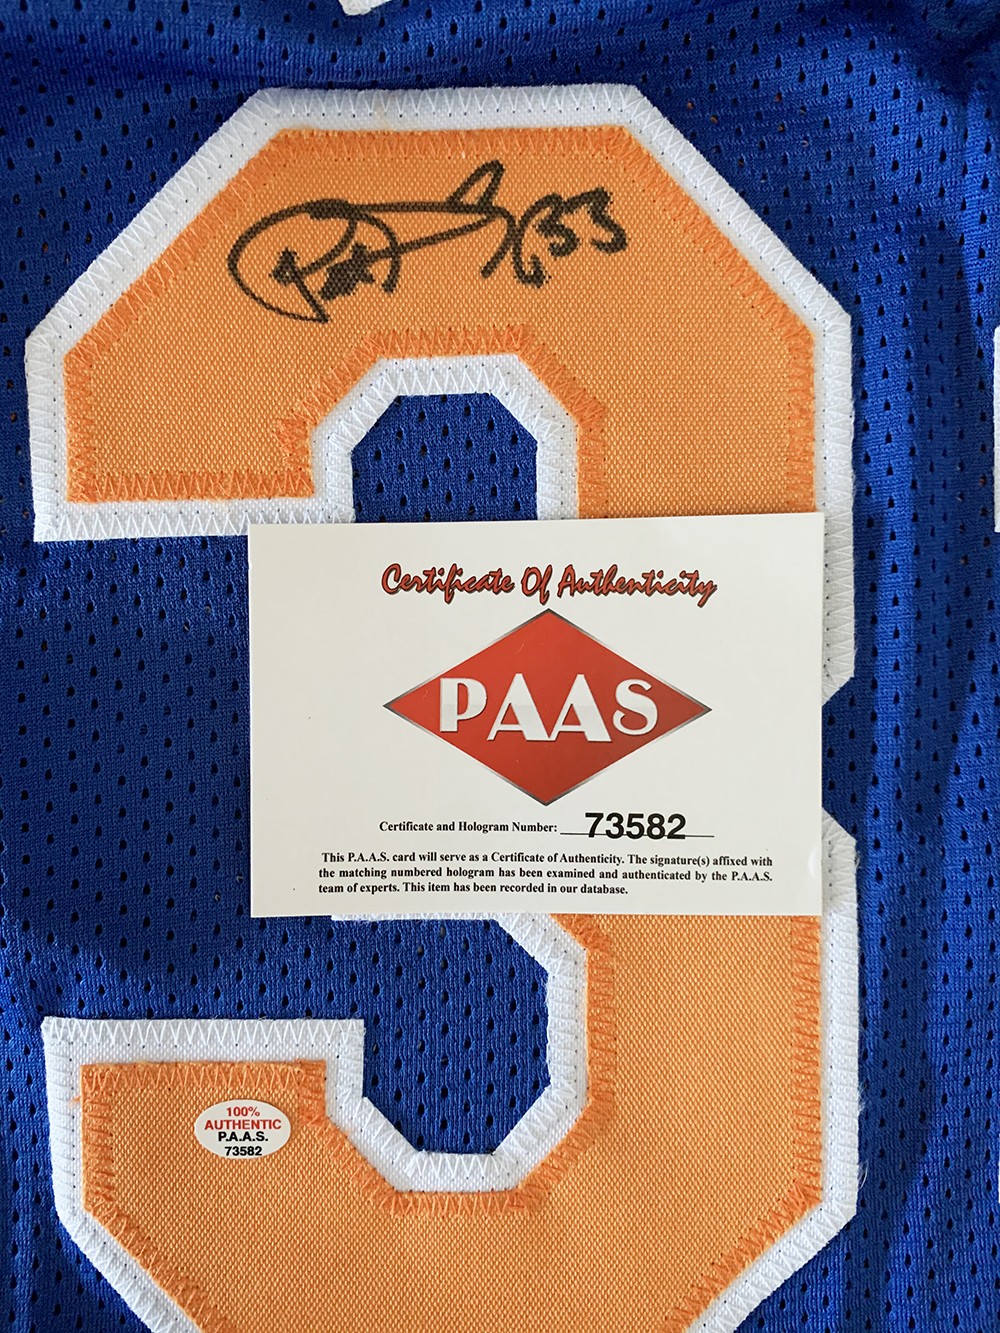 Pat 33
Certificate Of Authenticity
PAAS
Certificate and Hologram Number: 73582
This P.A.A.S. card will serve as a Certificate of Authenticity. The signature(s) affixed with
the matching numbered hologram has been examined and authenticated by the P.A.A.S.
team of experts. This item has been recorded in our database.
100%
AUTHENTIC
P.A.A.S.
73582